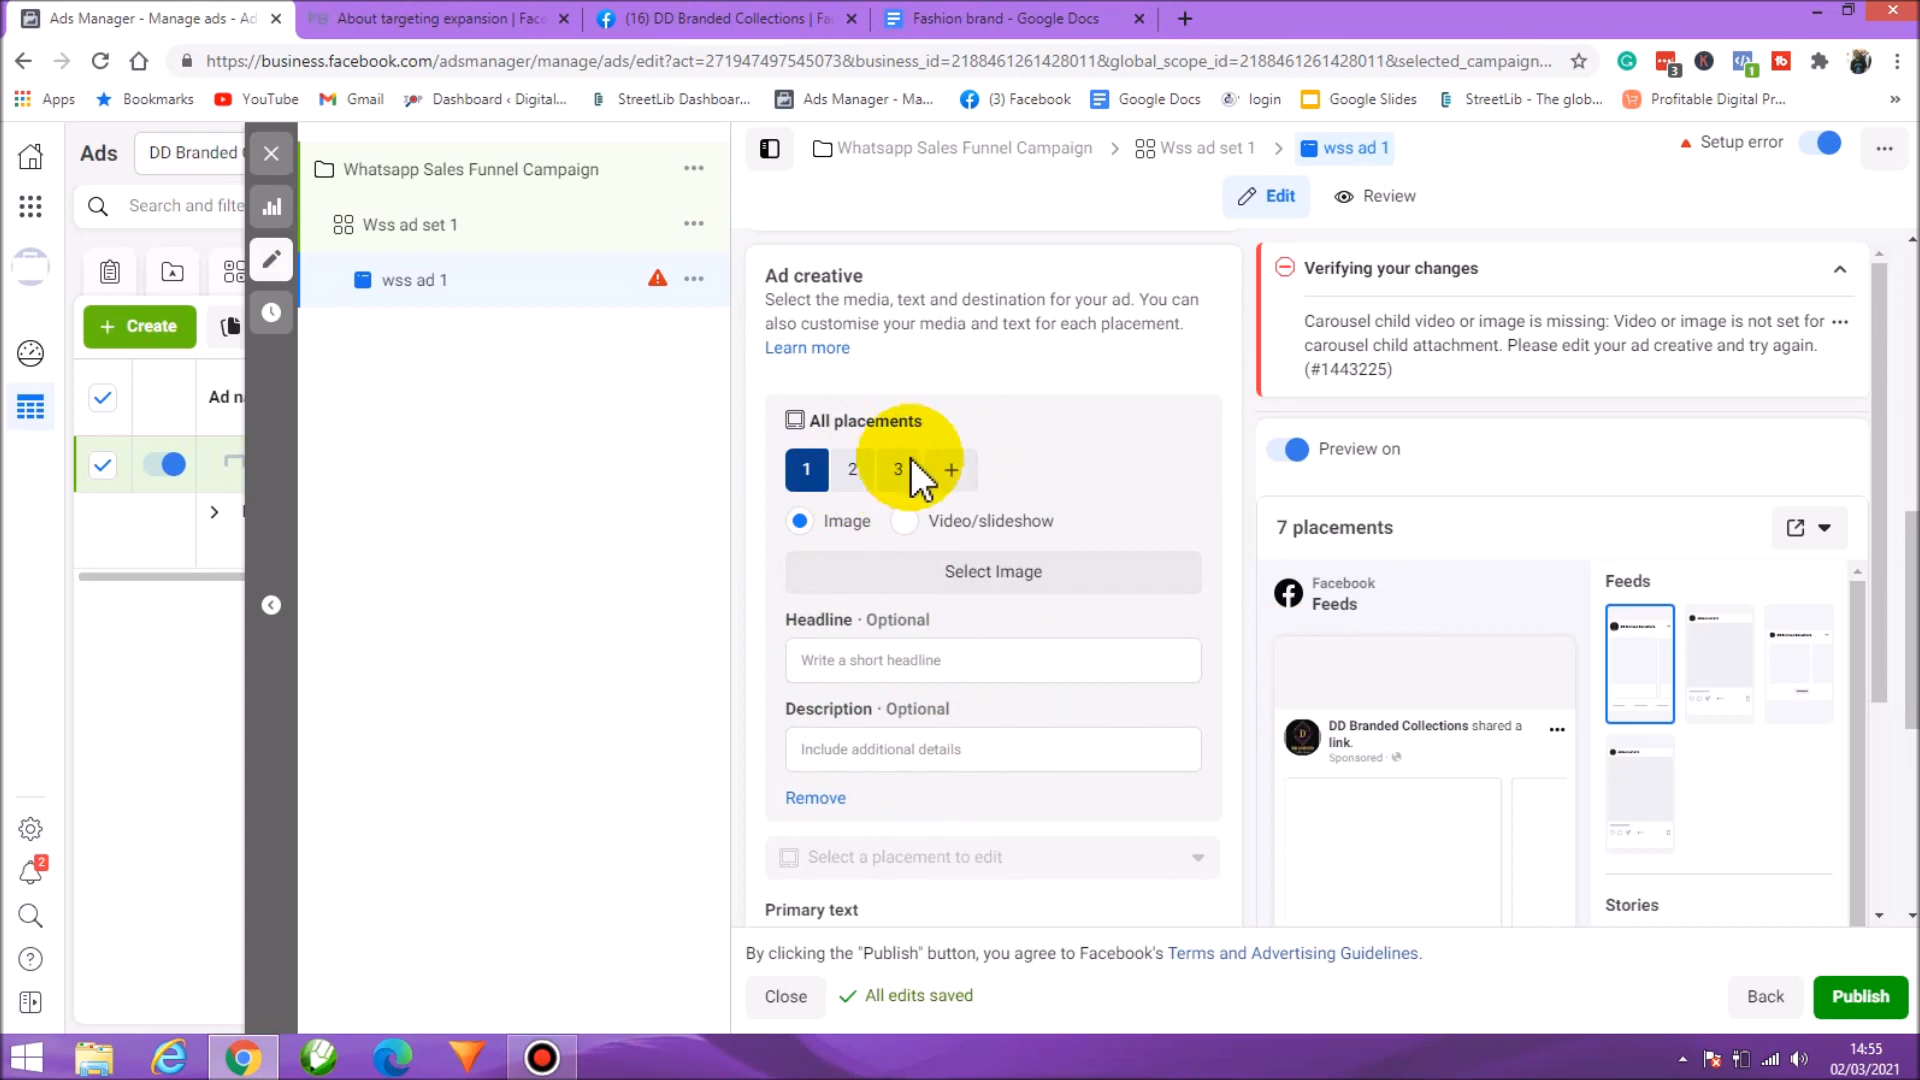 Ads Manager - Manage ads - Ad
About targeting expansion | Face
(16) DD Branded Collections | Fa
Fashion brand - Google Docs
https://business.facebook.com/adsmanager/manage/ads/edit?act=271947497545073&business_id=2188461261428011&global_scope_id=2188461261428011&selected_campaign...
3
1
Apps
Bookmarks
YouTube
Gmail
Dashboard ‹ Digital...
StreetLib Dashboar...
Ads Manager - Ma...
(3) Facebook
Google Docs
login
Google Slides
StreetLib - The glob...
Profitable Digital Pr...
»
Ads
DD Branded
Whatsapp Sales Funnel Campaign
Whatsapp Sales Funnel Campaign
Wss ad set 1
wss ad 1
Setup error
Edit
Review
Search and filte
Wss ad set 1
wss ad 1
Create
Ad n
Ad creative
Select the media, text and destination for your ad. You can
also customise your media and text for each placement.
Learn more
All placements
1
2
3
+
Image
Video/slideshow
Select Image
Headline · Optional
Write a short headline
Description · Optional
Include additional details
Remove
Select a placement to edit
Primary text
Verifying your changes
Carousel child video or image is missing: Video or image is not set for
carousel child attachment. Please edit your ad creative and try again.
(#1443225)
Preview on
7 placements
Facebook
Feeds
DD Branded Collections shared a
link.
Sponsored ·
Feeds
Stories
2
By clicking the "Publish" button, you agree to Facebook's Terms and Advertising Guidelines.
Close
All edits saved
Back
Publish
14:55
02/03/2021